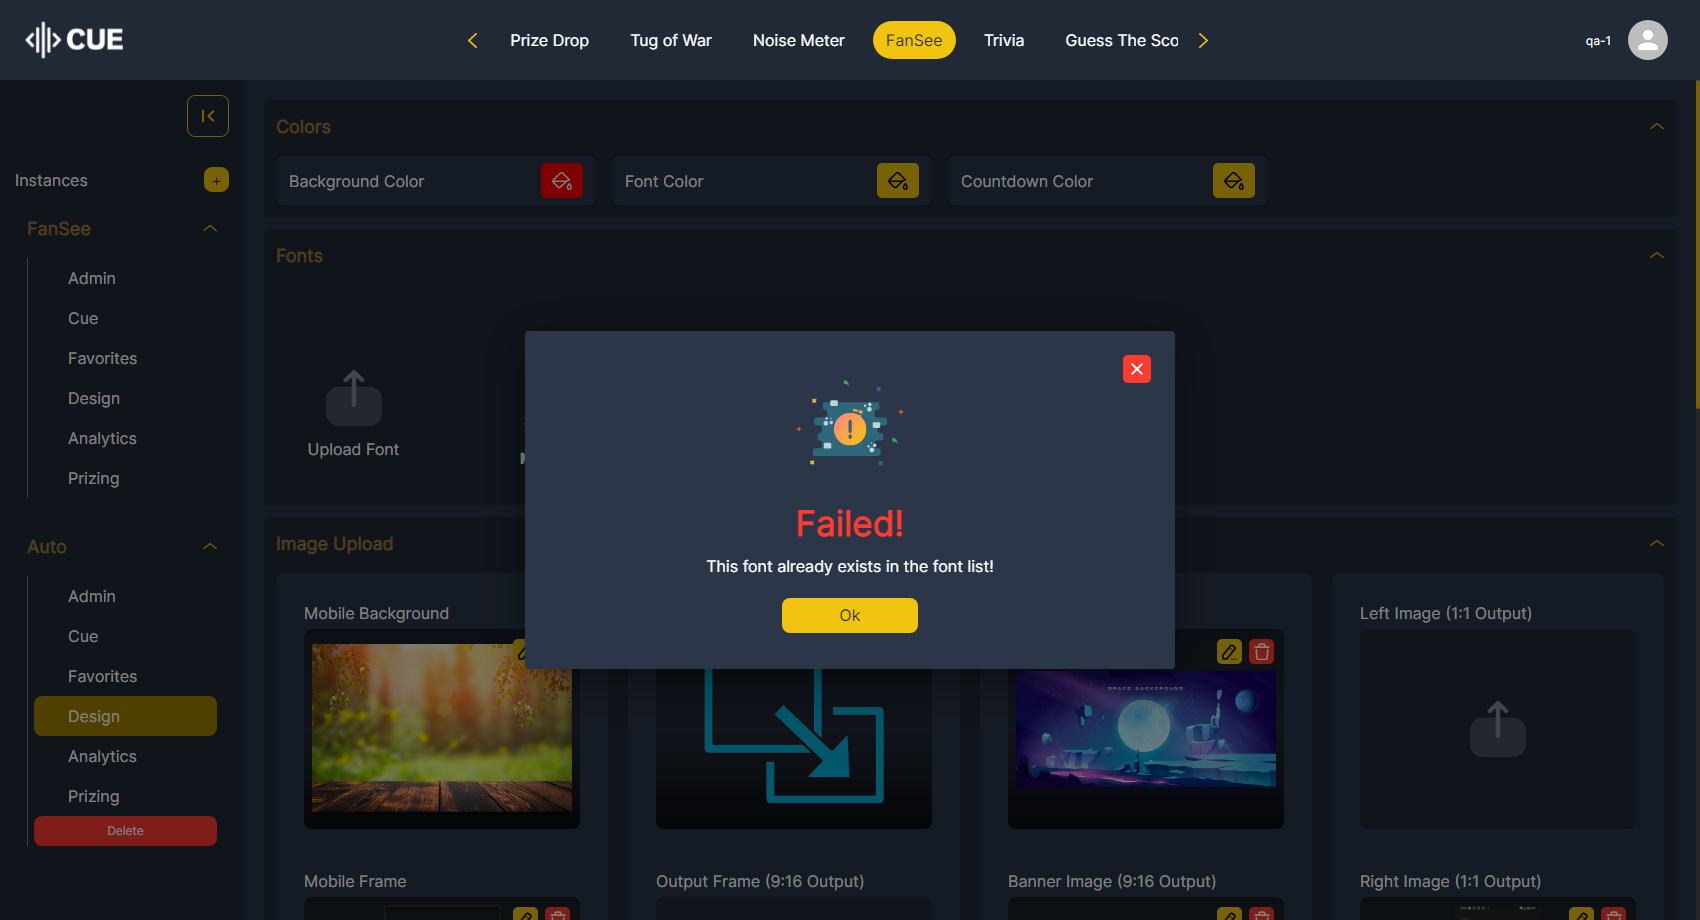 CUE
Prize Drop
Tug of War
Noise Meter
FanSee
Trivia
Guess The Sco
qa-1
Instances
+
FanSee
Admin
Cue
Favorites
Design
Analytics
Prizing
Auto
Admin
Cue
Favorites
Design
Analytics
Prizing
Delete
Colors
Background Color
Font Color
Countdown Color
Fonts
Upload Font
Failed!
This font already exists in the font list!
Ok
Image Upload
Mobile Background
Left Image (1:1 Output)
SPACE BACKGROUND
Mobile Frame
Output Frame (9:16 Output)
Banner Image (9:16 Output)
Right Image (1:1 Output)